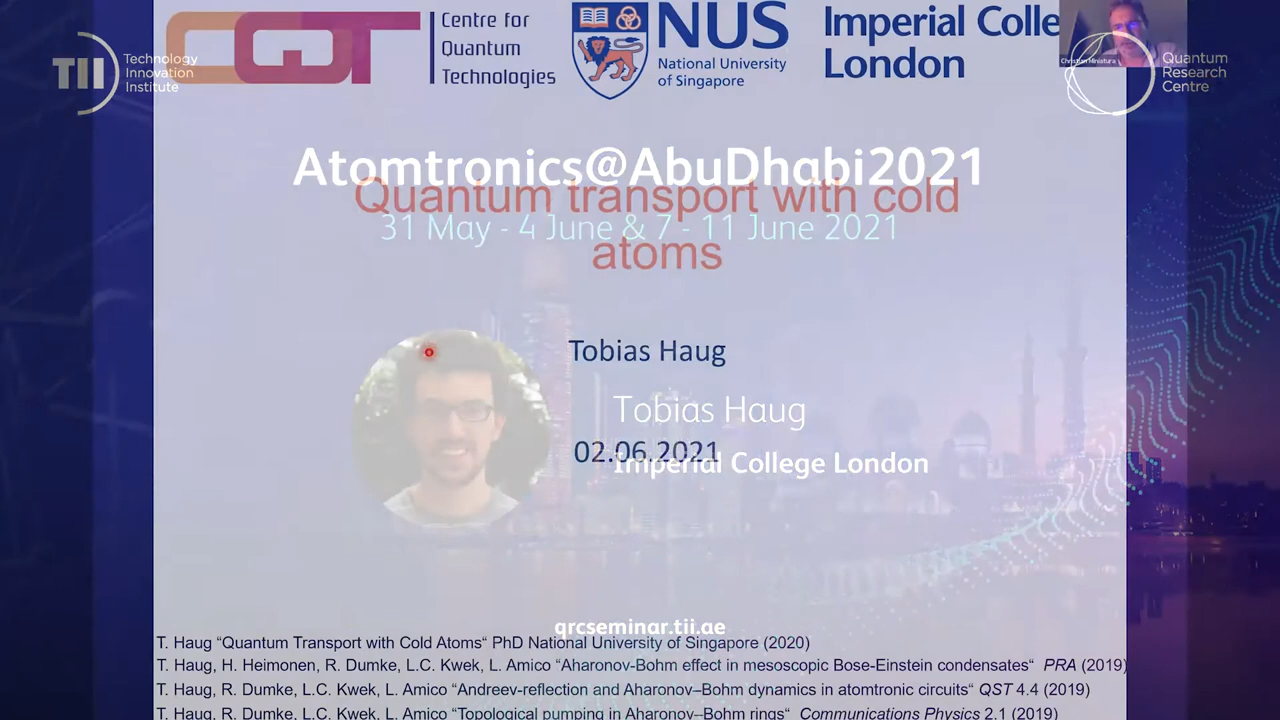 CQT
Centre for
Quantum
Technologies
NUS
National University
of Singapore
Imperial Colle
London
TII
Technology
Innovation
Institute
Christian Miniatura
Quantum
Research
Centre
Atomtronics@AbuDhabi2021
Quantum transport with cold
31 May - 4 June & 7 - 11 June 2021
atoms
Tobias Haug
Tobias Haug
02.06.2021
Imperial College London
qrcseminar.tii.ae
T. Haug “Quantum Transport with Cold Atoms“ PhD National University of Singapore (2020)
T. Haug, H. Heimonen, R. Dumke, L.C. Kwek, L. Amico “Aharonov-Bohm effect in mesoscopic Bose-Einstein condensates“ PRA (2019)
T. Haug, R. Dumke, L.C. Kwek, L. Amico “Andreev-reflection and Aharonov–Bohm dynamics in atomtronic circuits“ QST 4.4 (2019)
T. Haug, R. Dumke, L.C. Kwek, L. Amico “Topological pumping in Aharonov–Bohm rings“ Communications Physics 2.1 (2019)